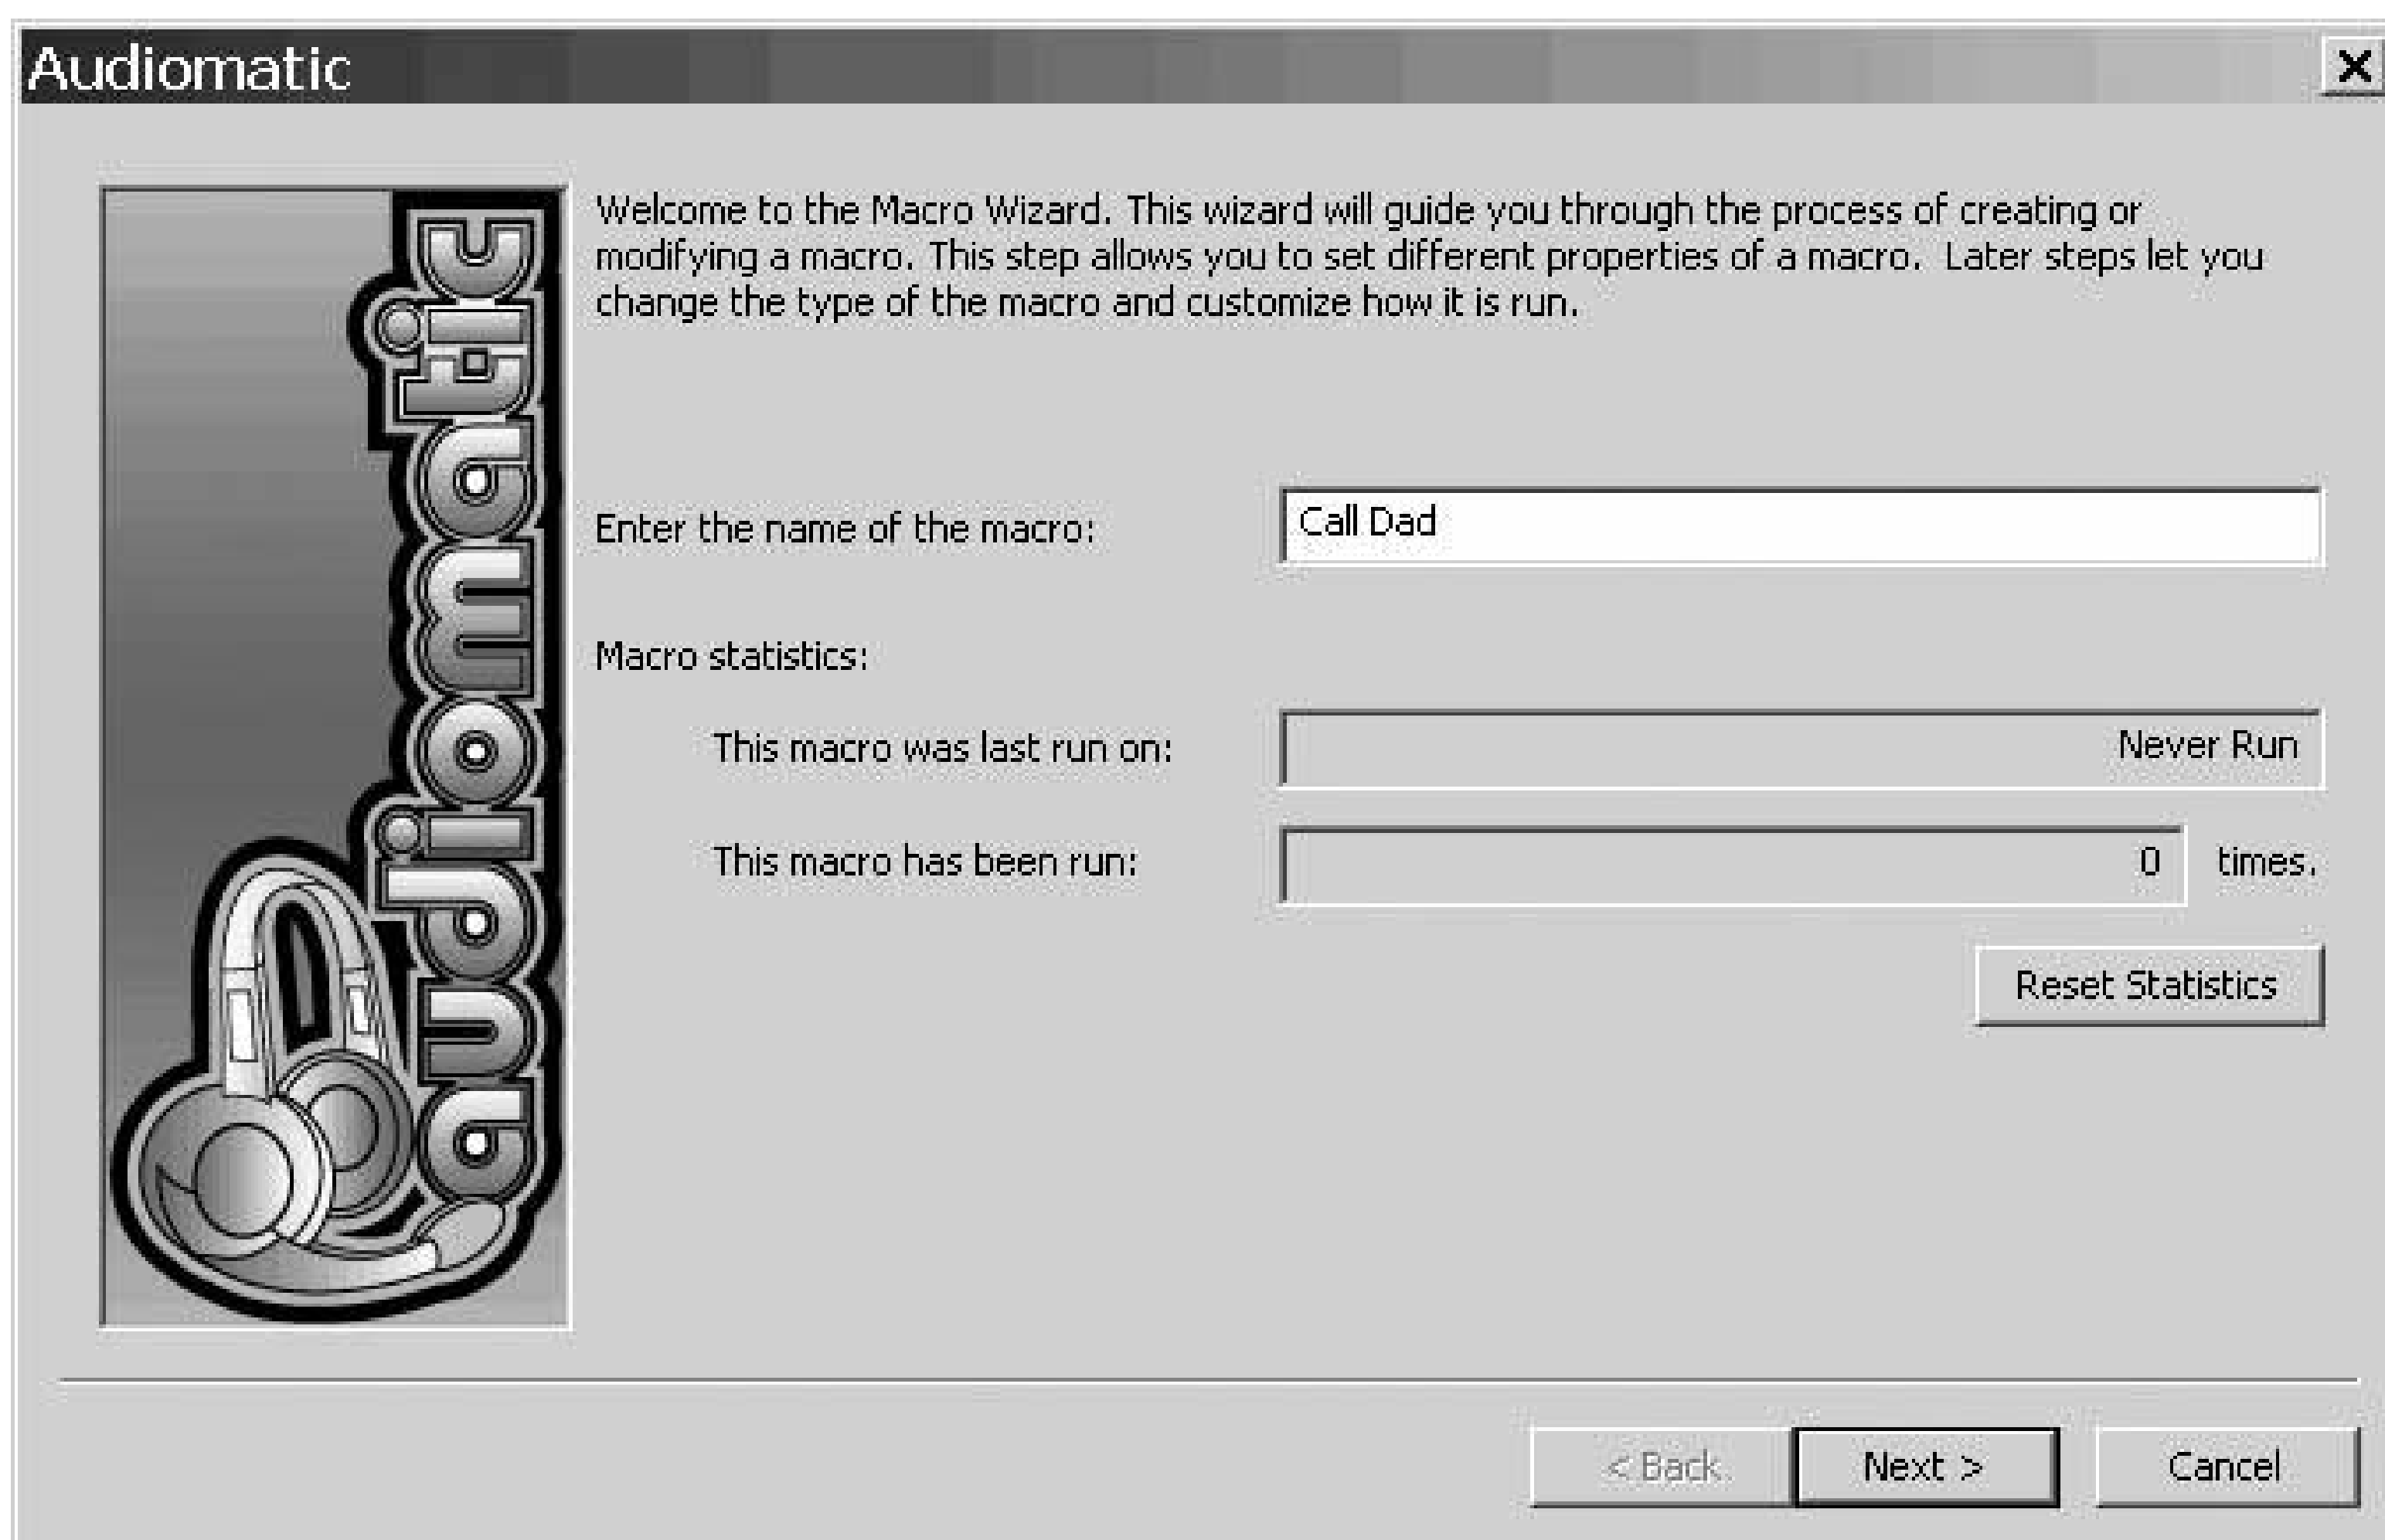 Audiomatic
audiomatic
Welcome to the Macro Wizard. This wizard will guide you through the process of creating or
modifying a macro. This step allows you to set different properties of a macro.  Later steps let you
change the type of the macro and customize how it is run.
Enter the name of the macro: Call Dad
Macro statistics:
This macro was last run on: Never Run
This macro has been run: 0 times.
Reset Statistics
< Back Next > Cancel